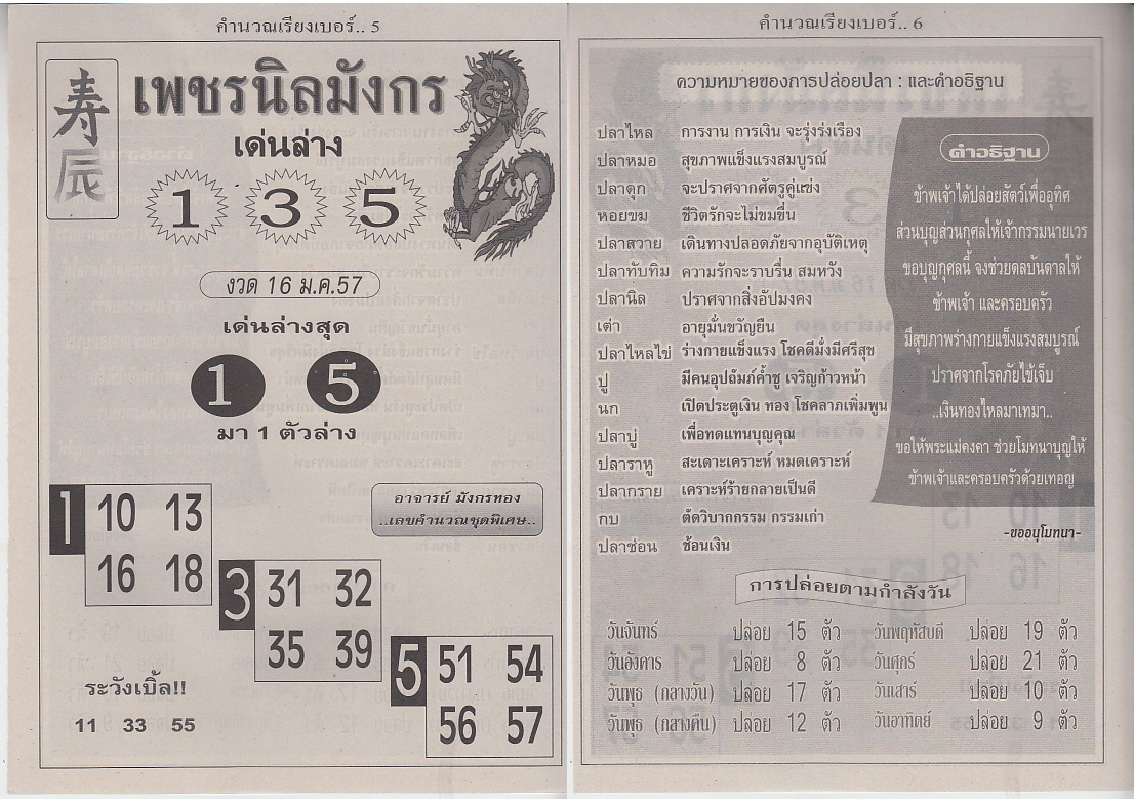 คำนวณเรียงเบอร์.. 5
寿辰
เพชรนิลมังกร
เด่นล่าง
1 3 5
งวด 16 ม.ค.57
เด่นล่างสุด
1 5
มา 1 ตัวล่าง
อาจารย์ มังกรทอง
..เลขคำนวณชุดพิเศษ..
1
10 13
16 18
3
31 32
35 39
5
51 54
56 57
ระวังเบิ้ล!!
11 33 55
คำนวณเรียงเบอร์.. 6
ความหมายของการปล่อยปลา : และคำอธิฐาน
ปลาไหล การงาน การเงิน จะรุ่งร่งเรือง
ปลาหมอ สุขภาพแข็งแรงสมบูรณ์
ปลาดุก จะปราศจากศัตรูคู่แข่ง
หอยขม ชีวิตรักจะไม่ขมขื่น
ปลาสวาย เดินทางปลอดภัยจากอุบัติเหตุ
ปลาทับทิม ความรักจะราบรื่น สมหวัง
ปลานิล ปราศจากสิ่งอัปมงคง
เต่า อายุมั่นขวัญยืน
ปลาไหลไข่ ร่างกายแข็งแรง โชคดีมั่งมีศรีสุข
ปู มีคนอุปถัมภ์ค้ำชู เจริญก้าวหน้า
นก เปิดประตูเงิน ทอง โชคลาภเพิ่มพูน
ปลาบู่ เพื่อทดแทนบุญคุณ
ปลาราหู สะเดาะเคราะห์ หมดเคราะห์
ปลากราย เคราะห์ร้ายกลายเป็นดี
กบ ตัดวิบากกรรม กรรมเก่า
ปลาช่อน ช้อนเงิน
คำอธิฐาน
ข้าพเจ้าได้ปล่อยสัตว์เพื่ออุทิศ
ส่วนบุญส่วนกุศลให้เจ้ากรรมนายเวร
ขอบุญกุศลนี้ จงช่วยดลบันดาลให้
ข้าพเจ้า และครอบครัว
มีสุขภาพร่างกายแข็งแรงสมบูรณ์
ปราศจากโรคภัยไข้เจ็บ
..เงินทองไหลมาเทมา..
ขอให้พระแม่คงคา ช่วยโมทนาบุญให้
ข้าพเจ้าและครอบครัวด้วยเทอญ
-ขออนุโมทนา-
การปล่อยตามกำลังวัน
วันจันทร์ ปล่อย 15 ตัว วันพฤหัสบดี ปล่อย 19 ตัว
วันอังคาร ปล่อย 8 ตัว วันศุกร์ ปล่อย 21 ตัว
วันพุธ (กลางวัน) ปล่อย 17 ตัว วันเสาร์ ปล่อย 10 ตัว
วันพุธ (กลางคืน) ปล่อย 12 ตัว วันอาทิตย์ ปล่อย 9 ตัว